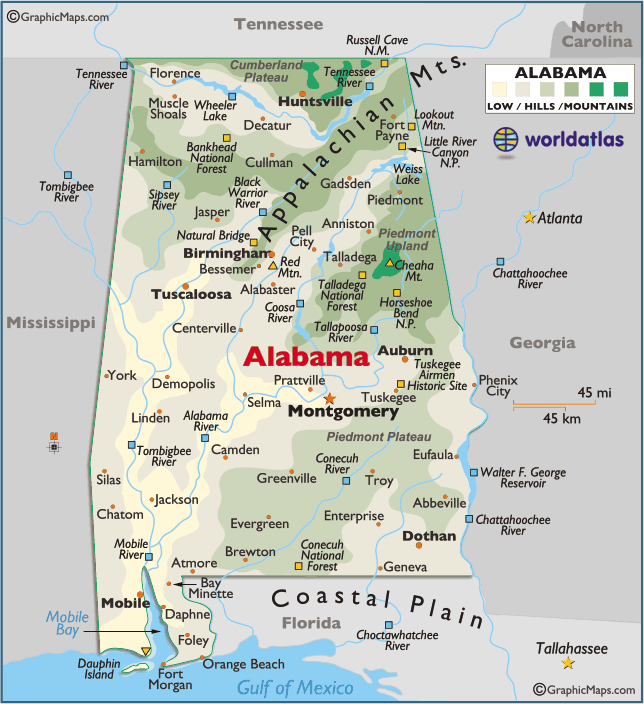 ©GraphicMaps.com
Tennessee
North
Carolina
Russell Cave
N.M.
Appalachian Mts.
Cumberland
Plateau
Tennessee
River
Florence
Tennessee
River
ALABAMA
LOW / HILLS / MOUNTAINS
Muscle
Shoals
Wheeler
Lake
Huntsville
Decatur
Lookout
Mtn.
Fort
Payne
Little River
Canyon
N.P.
worldatlas
Bankhead
National
Forest
Hamilton
Cullman
Weiss
Lake
Tombigbee
River
Sipsey
River
Black
Warrior
River
Gadsden
Piedmont
Jasper
Anniston
Atlanta
Natural Bridge
Pell
City
Piedmont
Upland
Birmingham
Bessemer
Red
Mtn.
Talladega
Cheaha
Mt.
Chattahoochee
River
Tuscaloosa
Alabaster
Talladega
National
Forest
Coosa
River
Horseshoe
Bend
N.P.
Mississippi
Centerville
Tallapoosa
River
Georgia
Alabama
Auburn
Tuskegee
Airmen
Historic Site
York
Demopolis
Prattville
Phenix
City
45 mi
45 km
Selma
Tuskegee
Linden
Alabama
River
Montgomery
N
Piedmont Plateau
Tombigbee
River
Camden
Conecuh
River
Eufaula
Silas
Greenville
Troy
Walter F. George
Reservoir
Jackson
Abbeville
Chatom
Evergreen
Enterprise
Chattahoochee
River
Mobile
River
Dothan
Brewton
Conecuh
National
Forest
Atmore
Geneva
Bay
Minette
Coastal Plain
Mobile
Mobile
Bay
Daphne
Florida
Choctawhatchee
River
Foley
Tallahassee
Dauphin
Island
Orange Beach
Fort
Morgan
Gulf of Mexico
©GraphicMaps.com